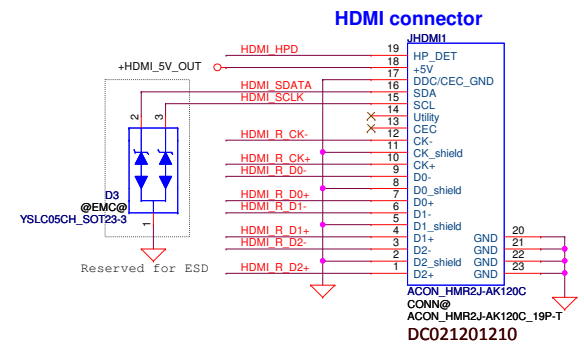 HDMI connector
JHDMI1
HDMI_HPD 19 HP_DET
+HDMI_5V_OUT 18 +5V
17 DDC/CEC_GND
HDMI_SDATA 16 SDA
HDMI_SCLK 15 SCL
14 Utility
13 CEC
HDMI_R_CK- 12 CK-
11 CK_shield
HDMI_R_CK+ 10 CK+
HDMI_R_D0- 9 D0-
8 D0_shield
HDMI_R_D0+ 7 D0+
HDMI_R_D1- 6 D1-
5 D1_shield
HDMI_R_D1+ 4 D1+ GND 20
HDMI_R_D2- 3 D2- GND 21
2 D2_shield GND 22
HDMI_R_D2+ 1 D2+ GND 23
2 3
D3
@EMC@
YSLC05CH_SOT23-3
1
Reserved for ESD
ACON_HMR2J-AK120C
CONN@
ACON_HMR2J-AK120C_19P-T
DC021201210